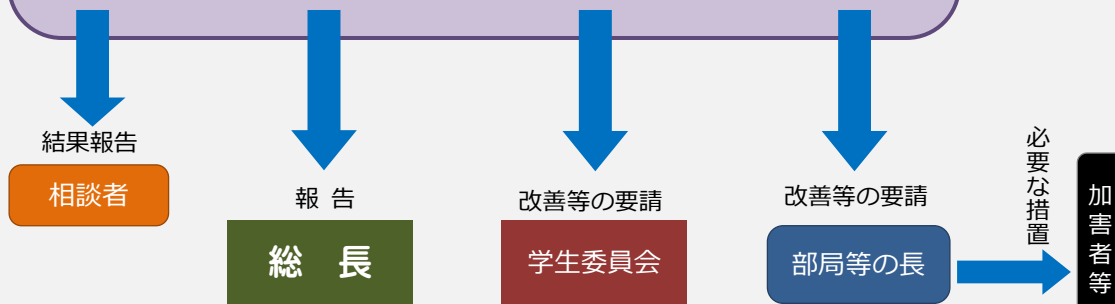 結果報告
相談者
報 告
総 長
改善等の要請
学生委員会
改善等の要請
部局等の長
必要な措置
加害者等